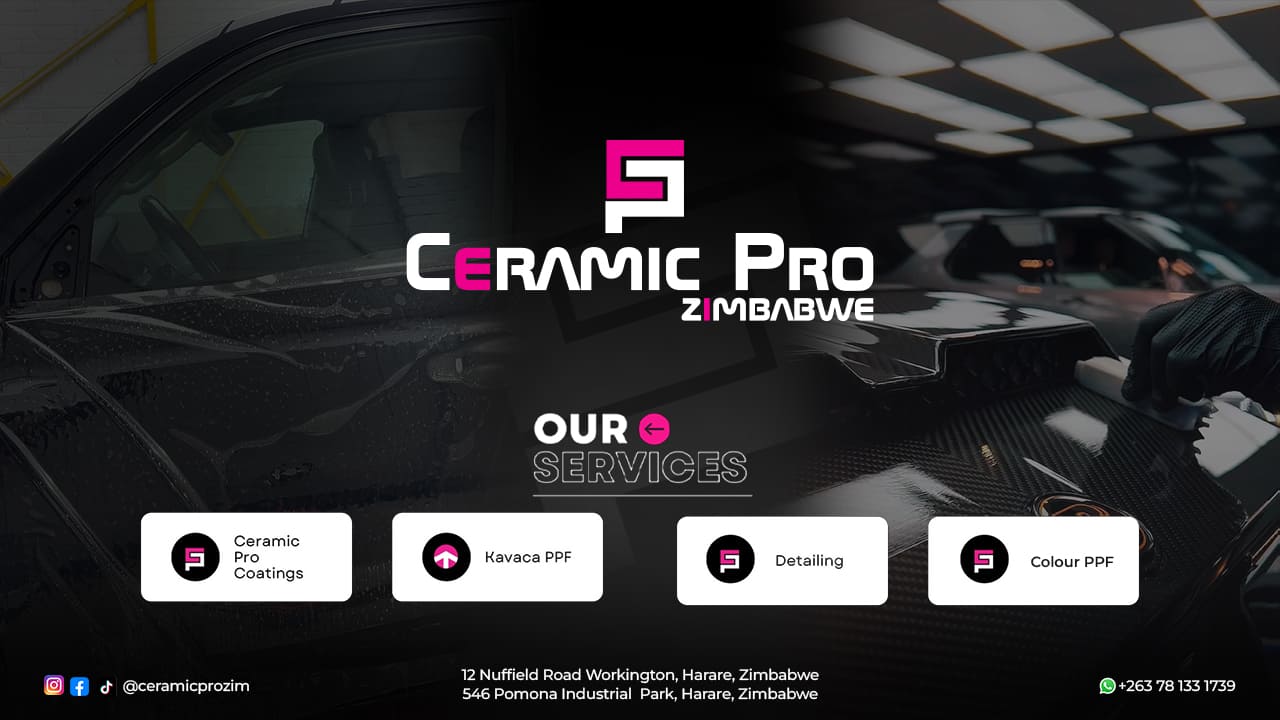 CERAMIC PRO
ZIMBABWE
OUR
SERVICES
Ceramic
Pro
Coatings
Kavaca PPF
Detailing
Colour PPF
@ceramicprozim
12 Nuffield Road Workington, Harare, Zimbabwe
546 Pomona Industrial Park, Harare, Zimbabwe
+263 78 133 1739